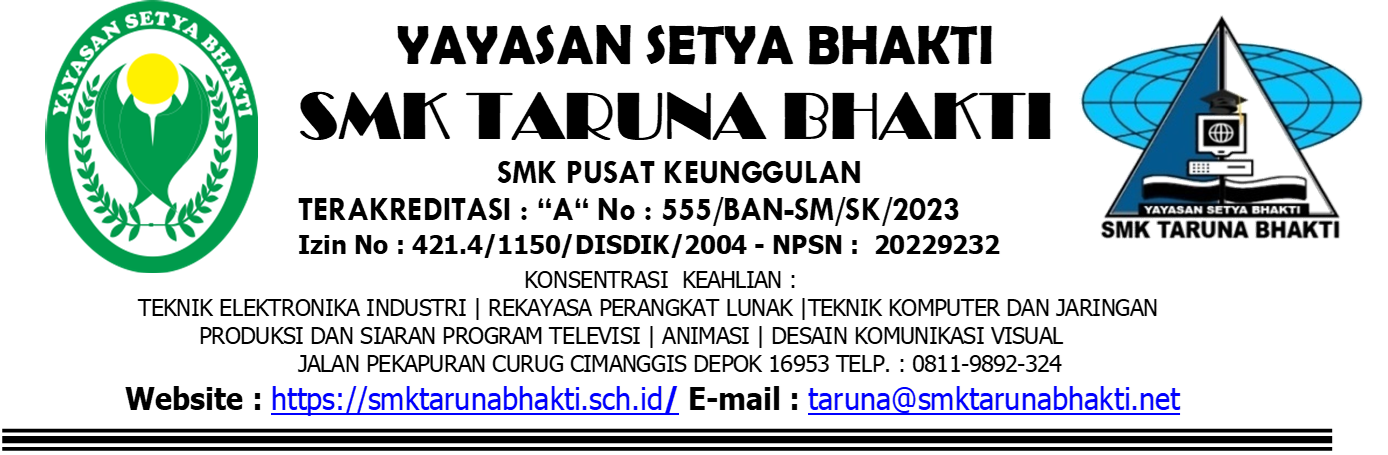 YAYASAN SETYA BHAKTI
YAYASAN SETYA BHAKTI
SMK TARUNA BHAKTI
SMK PUSAT KEUNGGULAN
TERAKREDITASI : “A“ No : 555/BAN-SM/SK/2023
Izin No : 421.4/1150/DISDIK/2004 - NPSN : 20229232
YAYASAN SETYA BHAKTI
SMK TARUNA BHAKTI
KONSENTRASI KEAHLIAN :
TEKNIK ELEKTRONIKA INDUSTRI | REKAYASA PERANGKAT LUNAK |TEKNIK KOMPUTER DAN JARINGAN
PRODUKSI DAN SIARAN PROGRAM TELEVISI | ANIMASI | DESAIN KOMUNIKASI VISUAL
JALAN PEKAPURAN CURUG CIMANGGIS DEPOK 16953 TELP. : 0811-9892-324
Website : https://smktarunabhakti.sch.id/ E-mail : taruna@smktarunabhakti.net